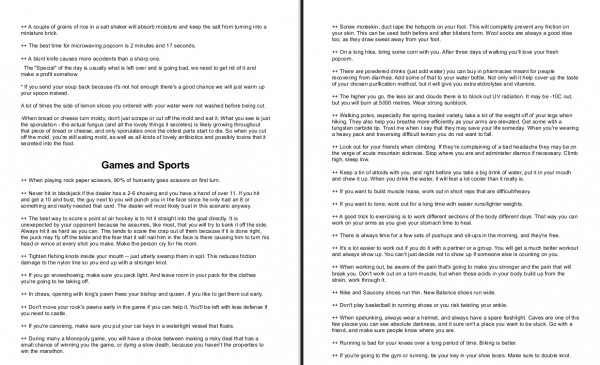 ++ A couple of grains of rice in a salt shaker will absorb moisture and keep the salt from turning into a
miniature brick.
++ The best time for microwaving popcorn is 2 minutes and 17 seconds.
++ A blunt knife causes more accidents than a sharp one.
The "Special" of the day is usually what is left over and is going bad, we need to get rid of it and
make a profit somehow.
* If you send your soup back because it's not hot enough there's a good chance we will just warm up
your spoon instead.
A lot of times the side of lemon slices you ordered with your water were not washed before being cut.
-When bread or cheese turn moldy, don't just scrape or cut off the mold and eat it. What you see is just
the sporulation - the actual fungus (and all the lovely things it secretes) is likely growing throughout
that piece of bread or cheese, and only sporulates once the oldest parts start to die. So when you cut
off the mold, you're still eating mold, as well as all kinds of lovely antibiotics and possibly toxins that it
secreted into the food.
Games and Sports
++ When playing rock paper scissors, 90% of humanity goes scissors on first turn.
++ Never hit in blackjack if the dealer has a 2-6 showing and you have a hand of over 11. If you hit
and get a 10 and bust, the guy next to you will punch you in the face since he only had an 6 or
something and really needed that card. The dealer will most likely bust in this scenario anyway.
++ The best way to score a point at air hockey is to hit it straight into the goal directly. It is
unexpected by your opponent because he assumes, like most, that you will try to bank it off the side.
Always hit it as hard as you can. This tends to scare the crap out of them because if it is done right,
the puck may fly off the table and the fear that it will nail him in the face is there causing him to turn his
head or wince at every shot you make. Make the person cry for his mom.
++ Tighten fishing knots inside your mouth -- just utterly swamp them in spit. This reduces friction
damage to the nylon line so you end up with a stronger knot.
++ If you go snowshoeing, make sure you pack light. And leave room in your pack for the clothes
you're going to be taking off.
++ In chess, opening with king's pawn frees your bishop and queen, if you like to get them out early.
++ Don't move your rook's pawns early in the game if you can help it. You'll be left with less defense if
you need to castle.
++ If you're canoeing, make sure you put your car keys in a watertight vessel that floats.
++ During many a Monopoly game, you will have a choice between making a risky deal that has a
small chance of winning you the game, or dying a slow death, because you haven't the properties to
win the marathon.
++ Screw moleskin, duct tape the hotspots on your foot. This will completly prevent any friction on
your skin. This can be used both before and after blisters form. Wool socks are always a good idea
too, as they draw sweat away from your foot.
++ On a long hike, bring some corn with you. After three days of walking you'll love your fresh
popcorn.
++ There are powdered drinks (just add water) you can buy in pharmacies meant for people
recovering from diarrhea. Add some of that to your water bottle. Not only will it help cover up the taste
of your chosen purification method, but it will give you extra elctrolytes and vitamins.
++ The higher you go, the less air and clouds there is to block out UV radiation. It may be -10C out,
but you will burn at 5000 metres. Wear strong sunblock.
++ Walking poles, especially the spring loaded variety, take a lot of the weight off of your legs when
hiking. They also help you breathe more efficiently as your arms are elevated. Get some with a
tungsten carbide tip. Trust me when I say that they may save your life someday. When you're wearing
a heavy pack and traversing difficult terrain you do not want to fall.
++ Look out for your friends when climbing. If they're complaining of a bad headache they may be on
the verge of acute mountain sickness. Stop where you are and administer diamox if necessary. Climb
high, sleep low.
++ Keep a tin of altoids with you, and right before you take a big drink of water, put it in your mouth
and chew it up. When you drink the water, it will feel a lot cooler than it really is.
++ If you want to build muscle mass, work out in short reps that are difficult/heavy.
++ If you want to tone, work out for a long time with easier runs/lighter weights.
++ A good trick to exercising is to work different sections of the body different days. That way you can
work on your arms as you give your stomach time to heal.
++ There is always time for a few sets of pushups and sit-ups in the morning, and they're free.
++ It's a lot easier to work out if you do it with a partner or a group. You will get a much better workout
and always show up. You can't just decide not to show up if someone else is counting on you.
++ When working out, be aware of the pain that's going to make you stronger and the pain that will
break you. Don't work out on a torn muscle, but when those acids in your body build up from the
strain, work through it.
++ Nike and Saucony shoes run thin. New Balance shoes run wide.
++ Don't play basketball in running shoes or you risk twisting your ankle.
++ When spelunking, always wear a helmet, and always have a spare flashlight. Caves are one of the
few places you can see absolute darkness, and it sure isn't a place you want to be stuck. Go with a
friend, and make sure people know where you are.
++ Running is bad for your knees over a long period of time. Biking is better.
++ If you're going to the gym or running, tie your key in your shoe laces. Make sure to double knot.